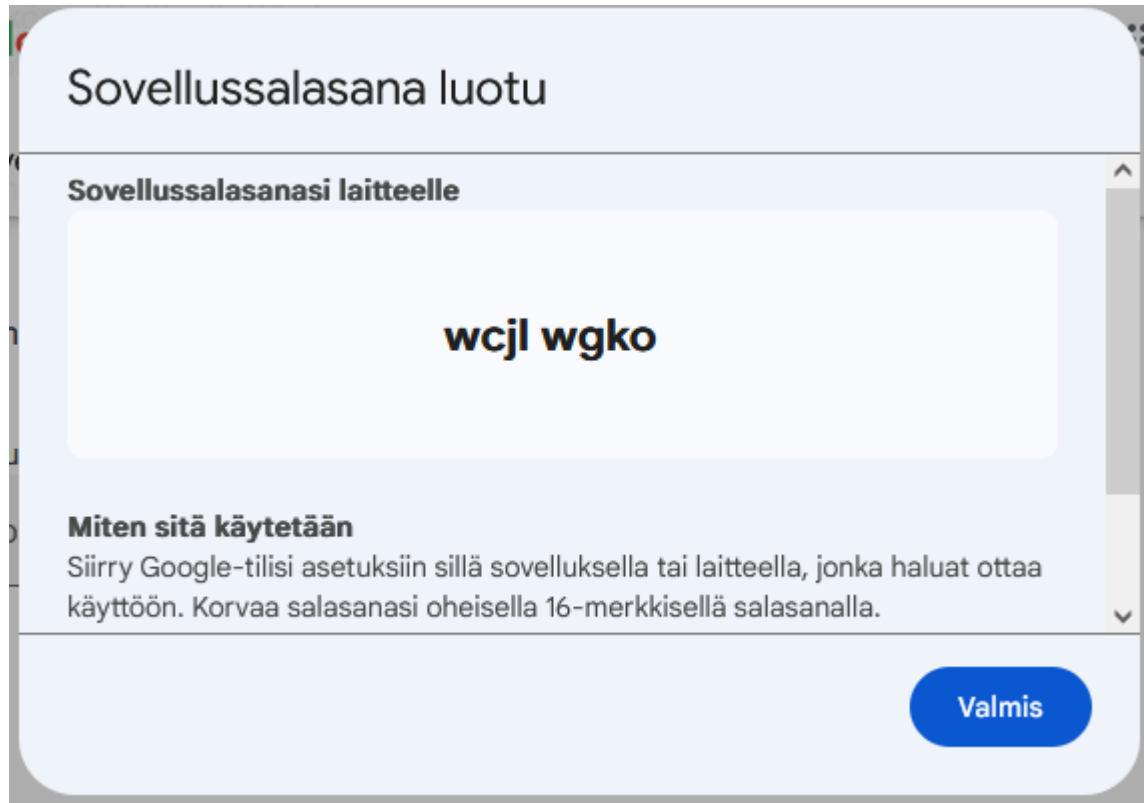 Sovellussalasana luotu
Sovellussalasanasi laitteelle
wcjl wgko
Miten sitä käytetään
Siirry Google-tilisi asetuksiin sillä sovelluksella tai laitteella, jonka haluat ottaa
käyttöön. Korvaa salasanasi oheisella 16-merkkisellä salasanalla.
Valmis